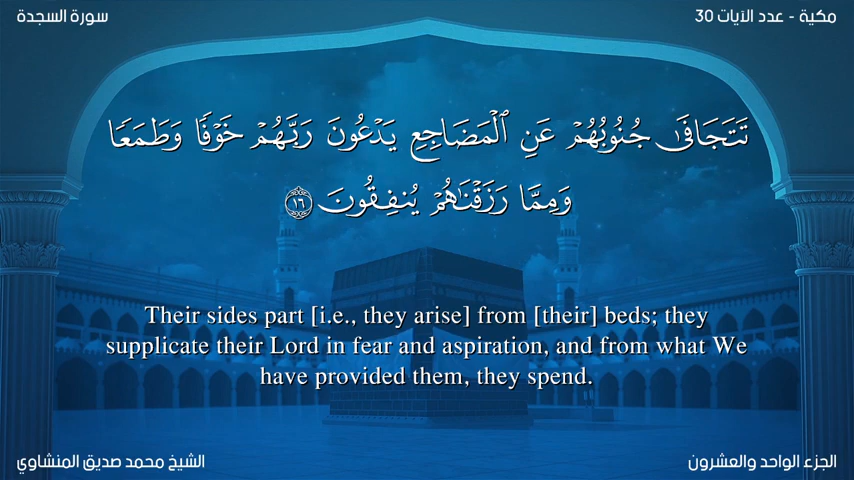 مكية - عدد الآيات 30
سورة السجدة
تَتَجَافَىٰ جُنُوبُهُمْ عَنِ ٱلْمَضَاجِعِ يَدْعُونَ رَبَّهُمْ خَوْفًا وَطَمَعًا
وَمِمَّا رَزَقْنَاهُمْ يُنفِقُونَ ١٦
Their sides part [i.e., they arise] from [their] beds; they
supplicate their Lord in fear and aspiration, and from what We
have provided them, they spend.
الجزء الواحد والعشرون
الشيخ محمد صديق المنشاوي